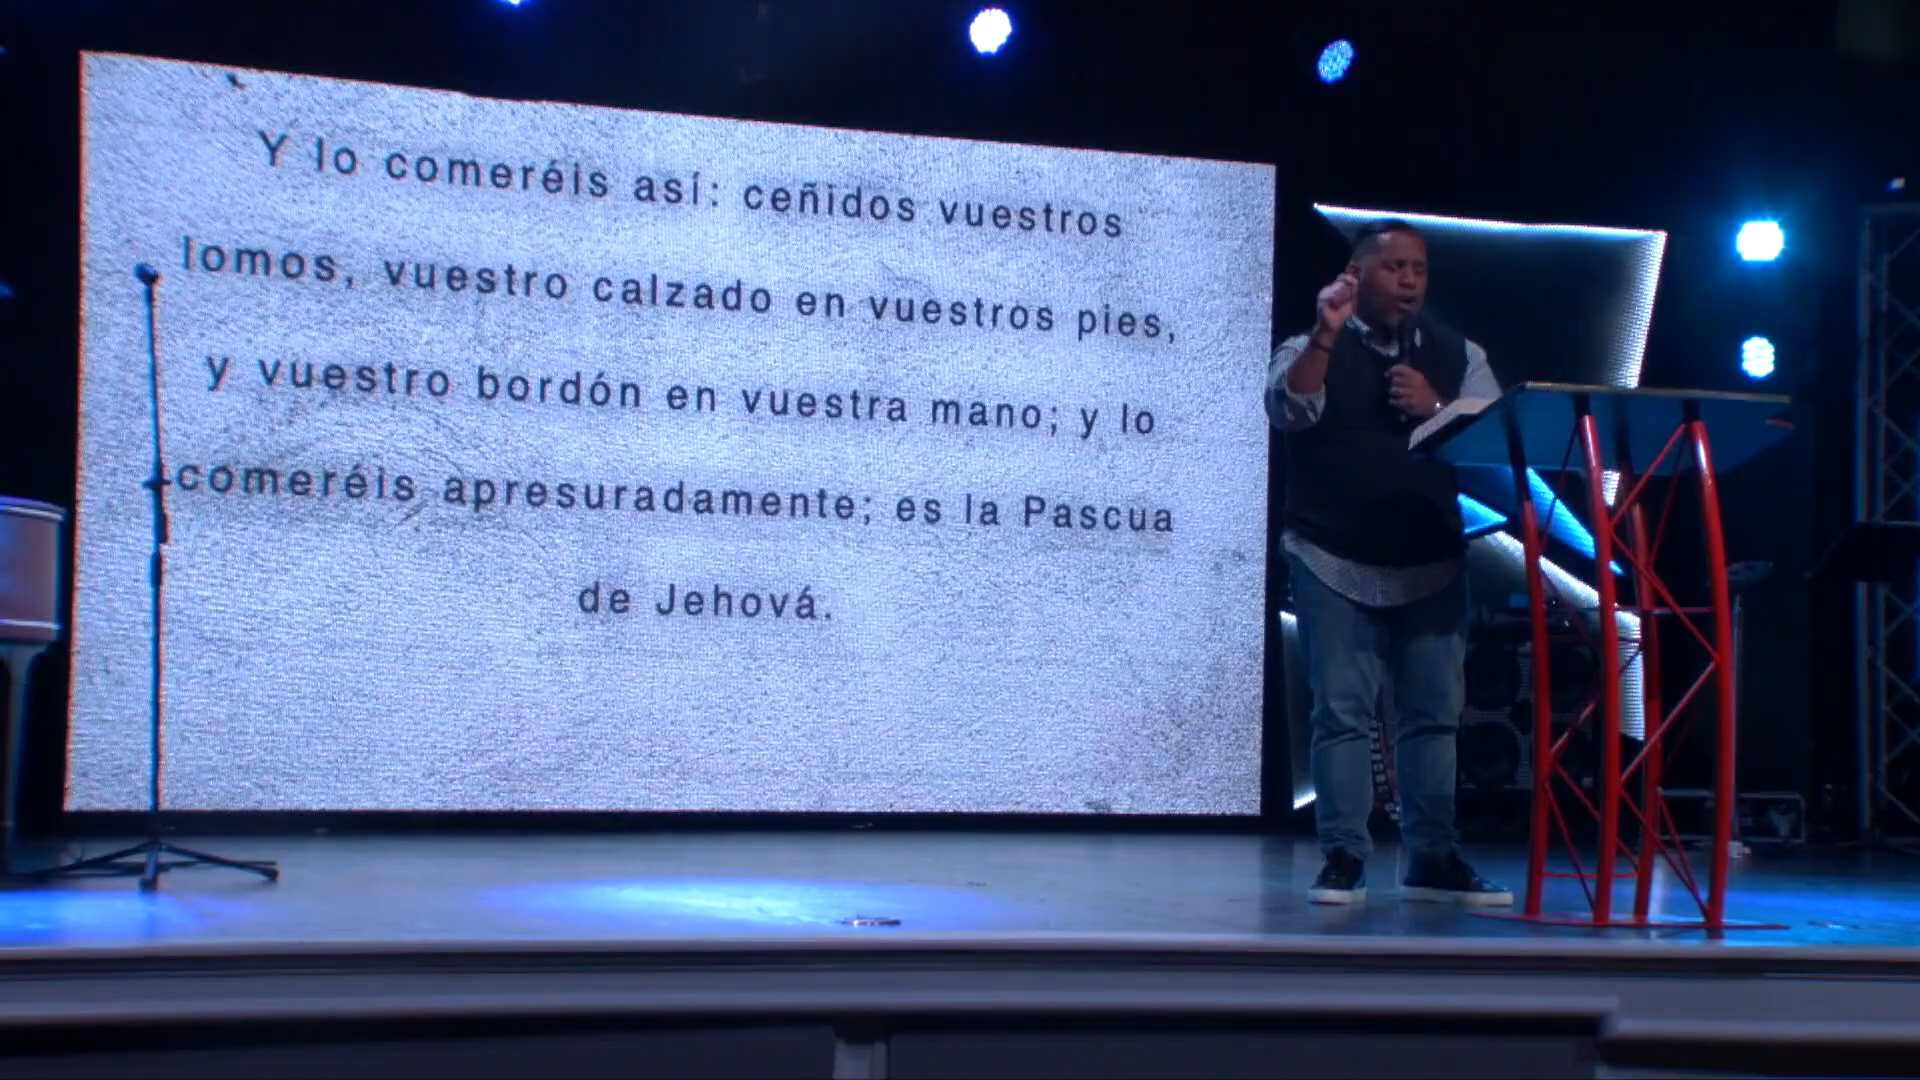 Y lo comeréis así: ceñidos vuestros
lomos, vuestro calzado en vuestros pies,
y vuestro bordón en vuestra mano; y lo
comeréis apresuradamente; es la Pascua
de Jehová.